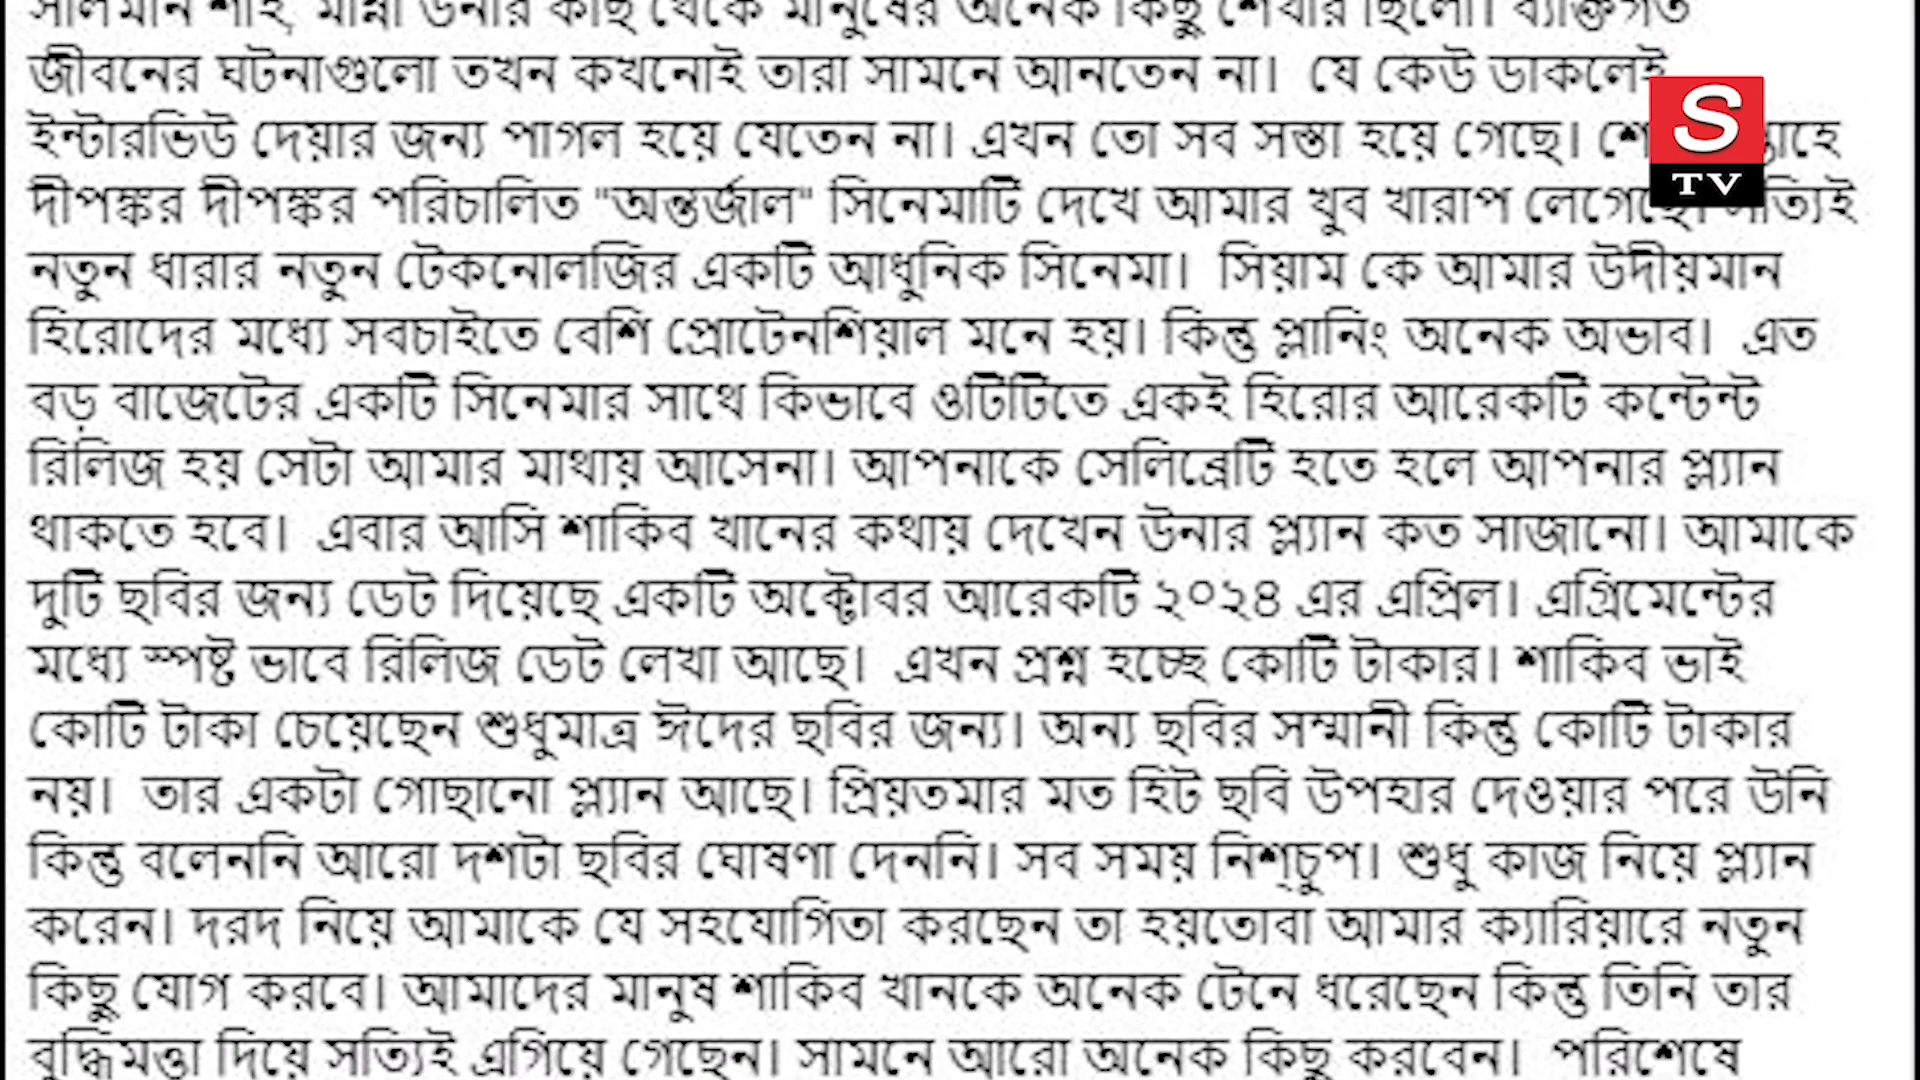 সালমান শাহ, মান্না উনার কাছ থেকে মানুষের অনেক কিছু শেখার ছিলো। ব্যক্তিগত
জীবনের ঘটনাগুলো তখন কখনোই তারা সামনে আনতেন না। যে কেউ ডাকলেই
ইন্টারভিউ দেয়ার জন্য পাগল হয়ে যেতেন না। এখন তো সব সস্তা হয়ে গেছে।
দীপঙ্কর দীপঙ্কর পরিচালিত "অন্তর্জাল" সিনেমাটি দেখে আমার খুব খারাপ লেগেছে।
নতুন ধারার নতুন টেকনোলজির একটি আধুনিক সিনেমা। সিয়াম কে আমার উদীয়মান
হিরোদের মধ্যে সবচাইতে বেশি প্রোটেনশিয়াল মনে হয়। কিন্তু প্লানিং অনেক অভাব। এত
বড় বাজেটের একটি সিনেমার সাথে কিভাবে ওটিটিতে একই হিরোর আরেকটি কন্টেন্ট
রিলিজ হয় সেটা আমার মাথায় আসেনা। আপনাকে সেলিব্রেটি হতে হলে আপনার প্ল্যান
থাকতে হবে। এবার আসি শাকিব খানের কথায় দেখেন উনার প্ল্যান কত সাজানো। আমাকে
দুটি ছবির জন্য ডেট দিয়েছে একটি অক্টোবর আরেকটি ২০২৪ এর এপ্রিল। এগ্রিমেন্টের
মধ্যে স্পষ্ট ভাবে রিলিজ ডেট লেখা আছে। এখন প্রশ্ন হচ্ছে কোটি টাকার। শাকিব ভাই
কোটি টাকা চেয়েছেন শুধুমাত্র ঈদের ছবির জন্য। অন্য ছবির সম্মানী কিন্তু কোটি টাকার
নয়। তার একটা গোছানো প্ল্যান আছে। প্রিয়তমার মত হিট ছবি উপহার দেওয়ার পরে উনি
কিন্তু বলেননি আরো দশটা ছবির ঘোষণা দেননি। সব সময় নিশ্চুপ। শুধু কাজ নিয়ে প্ল্যান
করেন। দরদ নিয়ে আমাকে যে সহযোগিতা করছেন তা হয়তোবা আমার ক্যারিয়ারে নতুন
কিছু যোগ করবে। আমাদের মানুষ শাকিব খানকে অনেক টেনে ধরেছেন কিন্তু তিনি তার
বুদ্ধিমত্তা দিয়ে সত্যিই এগিয়ে গেছেন। সামনে আরো অনেক কিছু করবেন। পরিশেষে
S
TV